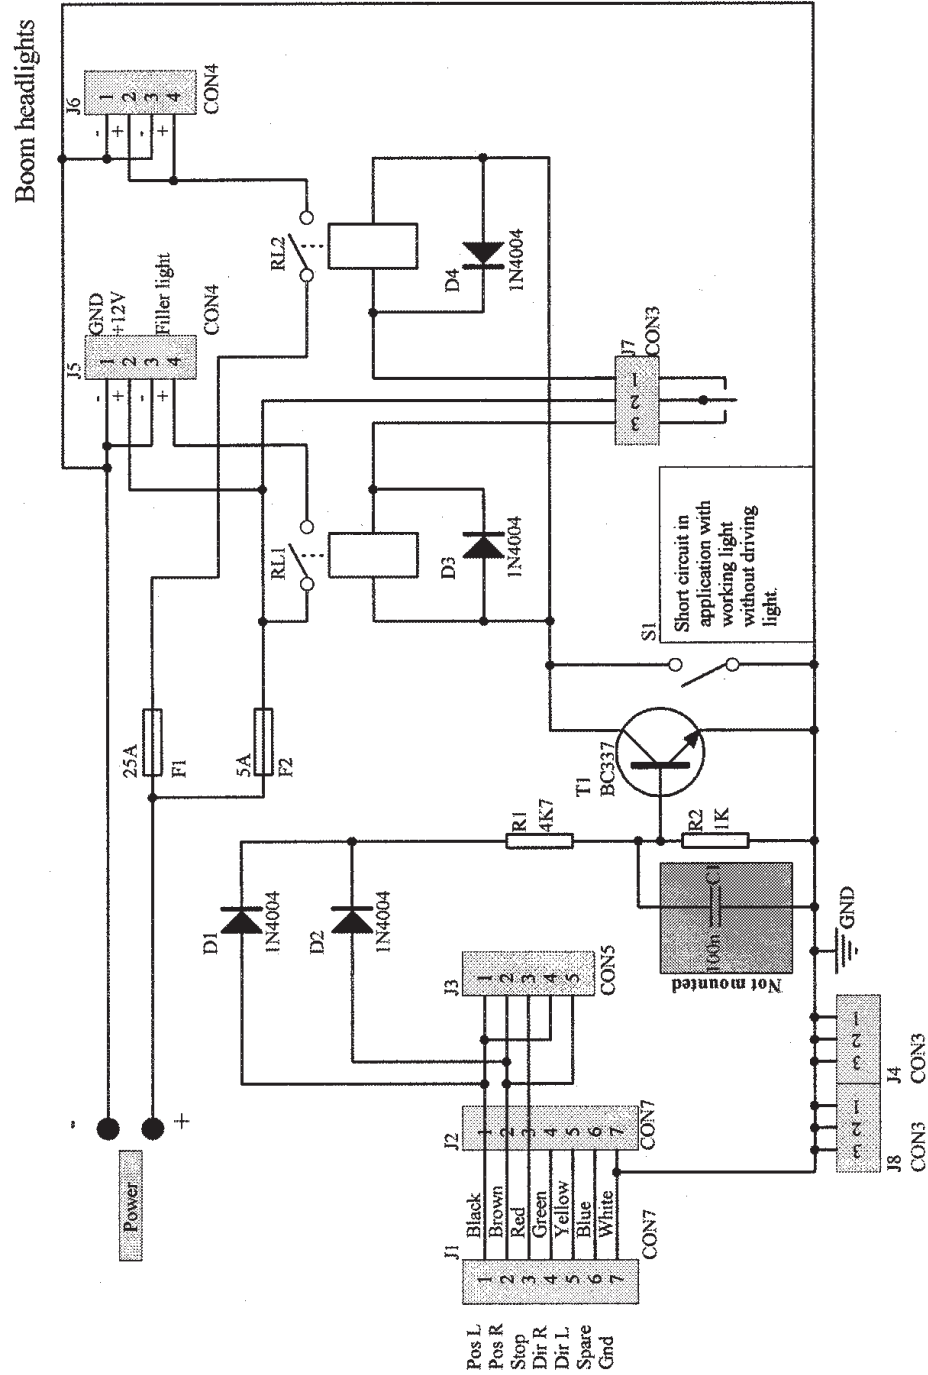 Boom headlights
J6
1
2
3
4
-
+
-
+
CON4
J5
1
2
3
4
GND
+12V
Filler light
-
+
-
+
CON4
RL2
D4
1N4004
RL1
D3
1N4004
J7
CON3
1
2
3
S1
Short circuit in
application with
working light
without driving
light.
25A
F1
5A
F2
T1
BC337
R1
4K7
R2
1K
100n
C1
Not mounted
GND
D1
1N4004
D2
1N4004
J3
1
2
3
4
5
CON5
-
+
Power
J2
1
2
3
4
5
6
7
CON7
J1
1
2
3
4
5
6
7
CON7
Black
Brown
Red
Green
Yellow
Blue
White
Pos L
Pos R
Stop
Dir R
Dir L
Spare
Gnd
J4
CON3
1
2
3
J8
CON3
1
2
3